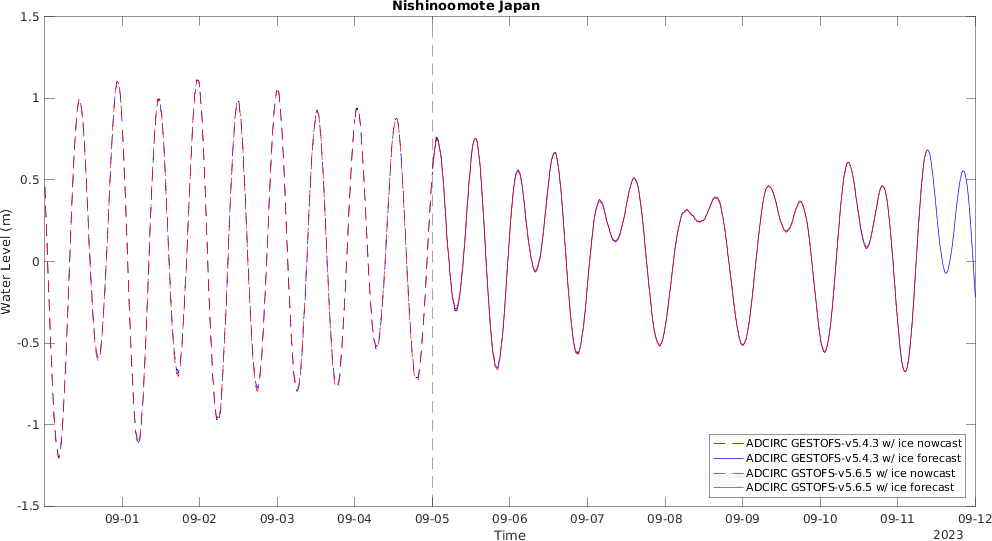 Nishinoomote Japan
1.5
1
0.5
0
-0.5
-1
-1.5
Water Level (m)
09-01 09-02 09-03 09-04 09-05 09-06 09-07 09-08 09-09 09-10 09-11 09-12
Time
2023
ADCIRC GESTOFS-v5.4.3 w/ ice nowcast
ADCIRC GESTOFS-v5.4.3 w/ ice forecast
ADCIRC GSTOFS-v5.6.5 w/ ice nowcast
ADCIRC GSTOFS-v5.6.5 w/ ice forecast